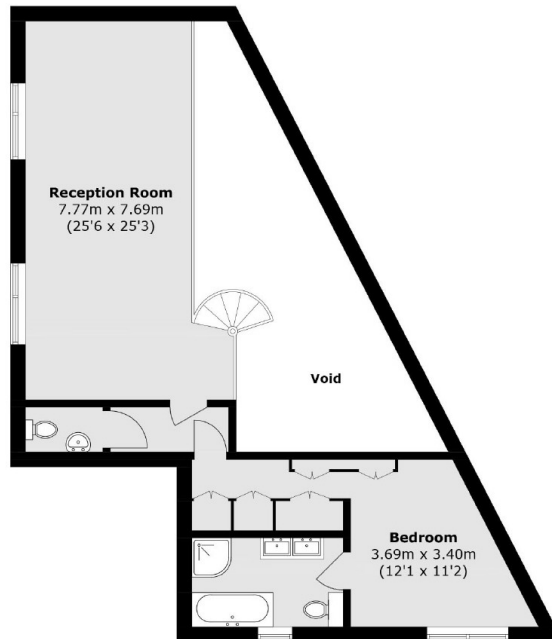 Reception Room
7.77m x 7.69m
(25'6 x 25'3)
Void
Bedroom
3.69m x 3.40m
(12'1 x 11'2)